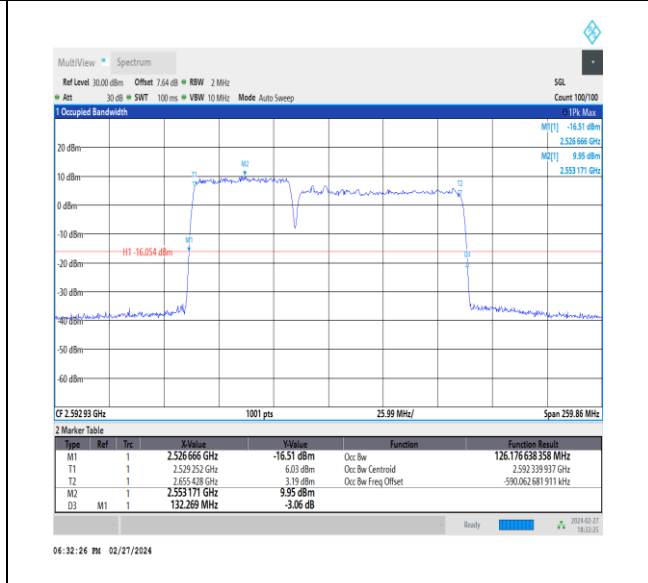 MultiView Spectrum
Ref Level 30.00 dBm Offset 7.64 dB RBW 2 MHz SGL
Att 30 dB SWT 100 ms VBW 10 MHz Mode Auto Sweep Count 100/100
1 Occupied Bandwidth 1Pk Max
M1[1] -16.51 dBm
2.526 666 GHz
M2[1] 9.95 dBm
2.553 171 GHz
20 dBm
10 dBm
0 dBm
-10 dBm
-20 dBm
-30 dBm
-40 dBm
-50 dBm
-60 dBm
T1
M2
T2
M1
D3
H1 -16.054 dBm
CF 2.592 93 GHz 1001 pts 25.99 MHz/ Span 259.86 MHz
2 Marker Table
Type Ref Trc X-Value Y-Value Function Function Result
M1 1 2.526 666 GHz -16.51 dBm Occ Bw 126.176 638 358 MHz
T1 1 2.529 252 GHz 6.03 dBm Occ Bw Centroid 2.592 339 937 GHz
T2 1 2.655 428 GHz 3.19 dBm Occ Bw Freq Offset -590.062 681 911 kHz
M2 1 2.553 171 GHz 9.95 dBm
D3 M1 1 132.269 MHz -3.06 dB
Ready 2024-02-27
18:32:25
06:32:26 PM 02/27/2024